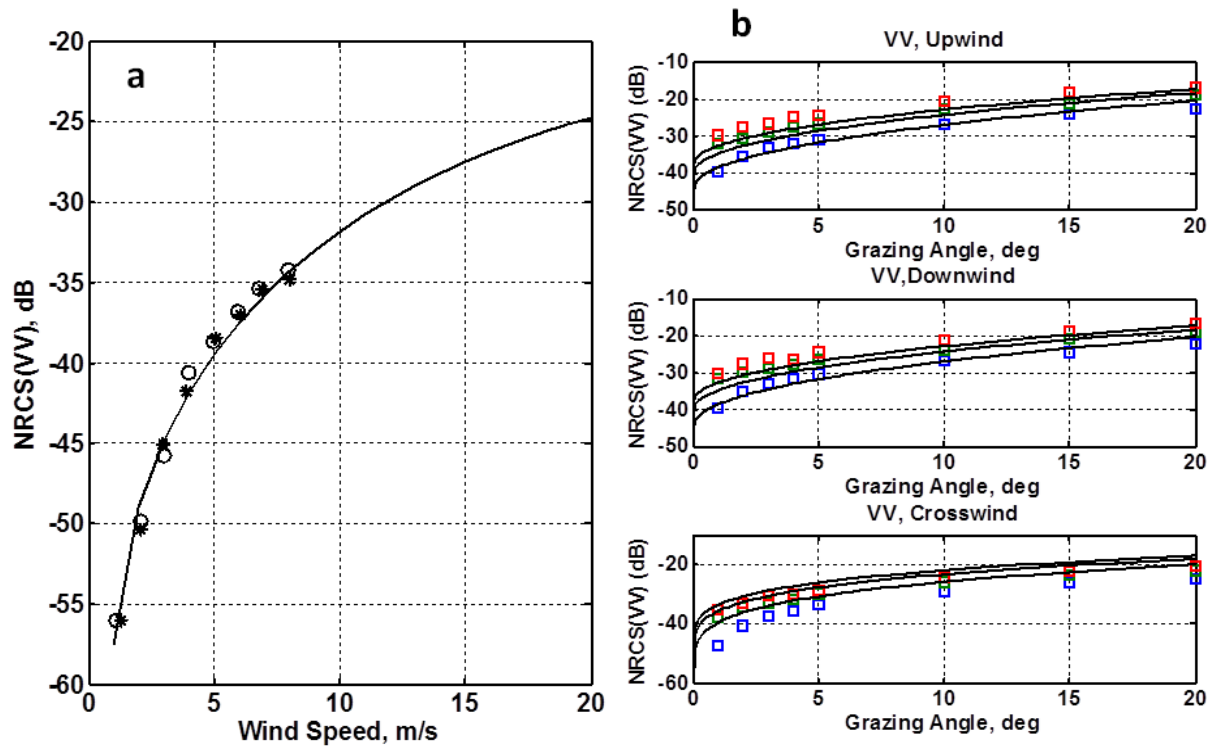 a
NRCS(VV), dB
-20
-25
-30
-35
-40
-45
-50
-55
-60
0 5 10 15 20
Wind Speed, m/s
b
VV, Upwind
NRCS(VV) (dB)
-10
-20
-30
-40
-50
0 5 10 15 20
Grazing Angle, deg
VV,Downwind
NRCS(VV) (dB)
-10
-20
-30
-40
-50
0 5 10 15 20
Grazing Angle, deg
VV, Crosswind
NRCS(VV) (dB)
-20
-40
-60
0 5 10 15 20
Grazing Angle, deg